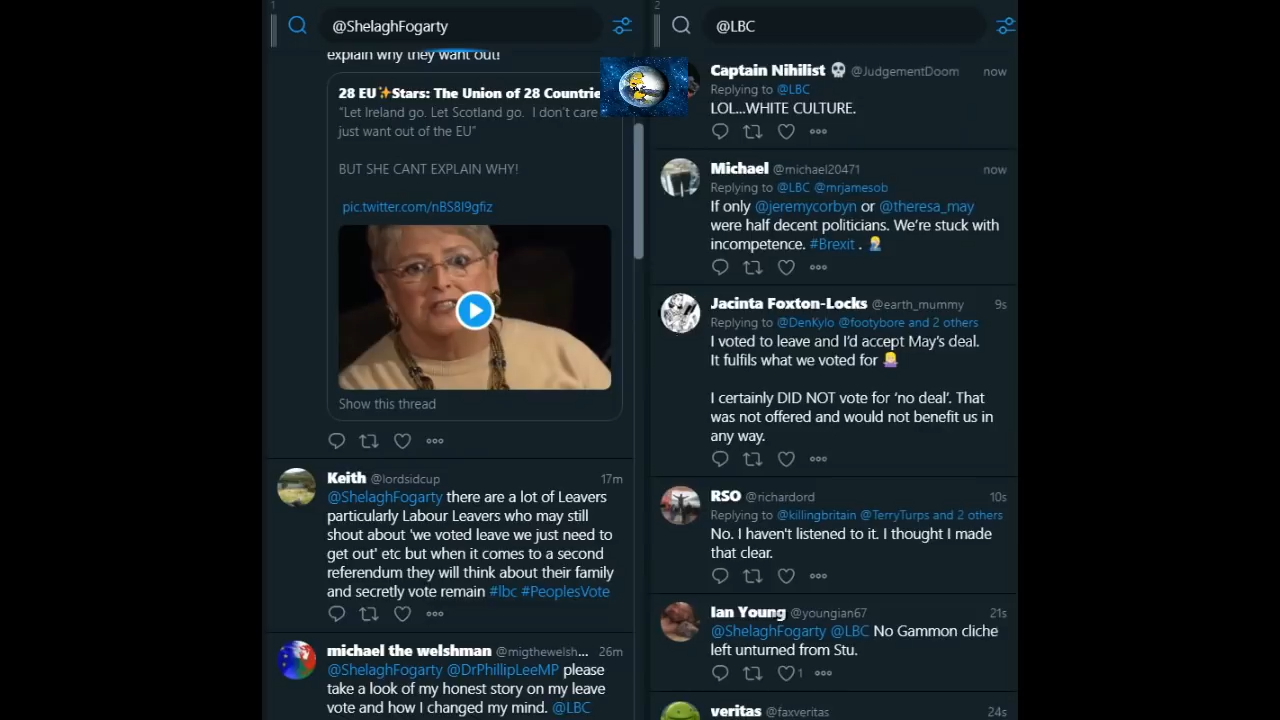 1
@ShelaghFogarty
explain why they want out!
28 EU✨Stars: The Union of 28 Countrie
"Let Ireland go. Let Scotland go. I don't care
just want out of the EU"
BUT SHE CANT EXPLAIN WHY!
pic.twitter.com/nBS8I9gfiz
Show this thread
Keith @lordsidcup 17m
@ShelaghFogarty there are a lot of Leavers
particularly Labour Leavers who may still
shout about 'we voted leave we just need to
get out' etc but when it comes to a second
referendum they will think about their family
and secretly vote remain #lbc #PeoplesVote
michael the welshman @migthewelsh... 26m
@ShelaghFogarty @DrPhillipLeeMP please
take a look of my honest story on my leave
vote and how I changed my mind. @LBC
2
@LBC
Captain Nihilist 💀 @JudgementDoom now
Replying to @LBC
LOL...WHITE CULTURE.
Michael @michael20471 now
Replying to @LBC @mrjamesob
If only @jeremycorbyn or @theresa_may
were half decent politicians. We're stuck with
incompetence. #Brexit . 🤦
Jacinta Foxton-Locks @earth_mummy 9s
Replying to @DenKylo @footybore and 2 others
I voted to leave and I'd accept May's deal.
It fulfils what we voted for 🤷
I certainly DID NOT vote for 'no deal'. That
was not offered and would not benefit us in
any way.
RSO @richardord 10s
Replying to @killingbritain @TerryTurps and 2 others
No. I haven't listened to it. I thought I made
that clear.
Ian Young @youngian67 21s
@ShelaghFogarty @LBC No Gammon cliche
left unturned from Stu.
1
veritas @faxveritas 24s